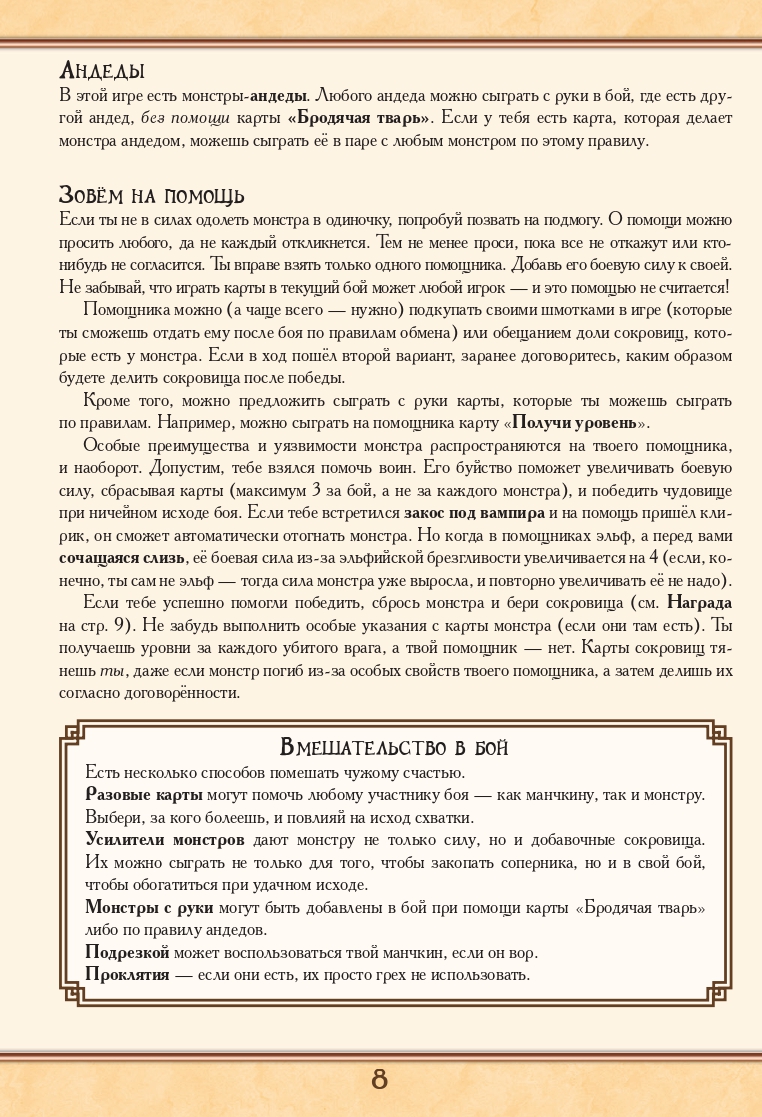 Андеды
В этой игре есть монстры-андеды. Любого андеда можно сыграть с руки в бой, где есть дру-
гой андед, без помощи карты «Бродячая тварь». Если у тебя есть карта, которая делает
монстра андедом, можешь сыграть её в паре с любым монстром по этому правилу.
Зовём на помощь
Если ты не в силах одолеть монстра в одиночку, попробуй позвать на подмогу. О помощи можно
просить любого, да не каждый откликнется. Тем не менее проси, пока все не откажут или кто-
нибудь не согласится. Ты вправе взять только одного помощника. Добавь его боевую силу к своей.
Не забывай, что играть карты в текущий бой может любой игрок — и это помощью не считается!
Помощника можно (а чаще всего — нужно) подкупать своими шмотками в игре (которые
ты сможешь отдать ему после боя по правилам обмена) или обещанием доли сокровищ, кото-
рые есть у монстра. Если в ход пошёл второй вариант, заранее договоритесь, каким образом
будете делить сокровища после победы.
Кроме того, можно предложить сыграть с руки карты, которые ты можешь сыграть
по правилам. Например, можно сыграть на помощника карту «Получи уровень».
Особые преимущества и уязвимости монстра распространяются на твоего помощника,
и наоборот. Допустим, тебе взялся помочь воин. Его буйство поможет увеличивать боевую
силу, сбрасывая карты (максимум 3 за бой, а не за каждого монстра), и победить чудовище
при ничейном исходе боя. Если тебе встретился закос под вампира и на помощь пришёл кли-
рик, он сможет автоматически отогнать монстра. Но когда в помощниках эльф, а перед вами
сочащаяся слизь, её боевая сила из-за эльфийской брезгливости увеличивается на 4 (если, ко-
нечно, ты сам не эльф — тогда сила монстра уже выросла, и повторно увеличивать её не надо).
Если тебе успешно помогли победить, сбрось монстра и бери сокровища (см. Награда
на стр. 9). Не забудь выполнить особые указания с карты монстра (если они там есть). Ты
получаешь уровни за каждого убитого врага, а твой помощник — нет. Карты сокровищ тя-
нешь ты, даже если монстр погиб из-за особых свойств твоего помощника, а затем делишь их
согласно договорённости.
Вмешательство в бой
Есть несколько способов помешать чужому счастью.
Разовые карты могут помочь любому участнику боя — как манчкину, так и монстру.
Выбери, за кого болеешь, и повлияй на исход схватки.
Усилители монстров дают монстру не только силу, но и добавочные сокровища.
Их можно сыграть не только для того, чтобы закопать соперника, но и в свой бой,
чтобы обогатиться при удачном исходе.
Монстры с руки могут быть добавлены в бой при помощи карты «Бродячая тварь»
либо по правилу андедов.
Подрезкой может воспользоваться твой манчкин, если он вор.
Проклятия — если они есть, их просто грех не использовать.
8